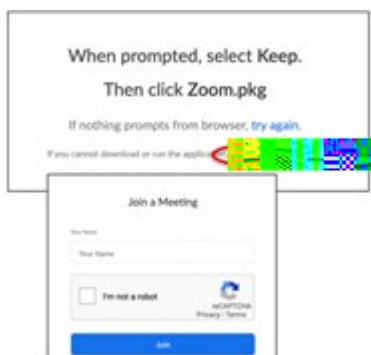 When prompted, select Keep.
Then click Zoom.pkg
If nothing prompts from browser, try again.
If you cannot download or run the applicat
Join a Meeting
Your Name
Your Name
I'm not a robot
reCAPTCHA
Privacy - Terms
Join